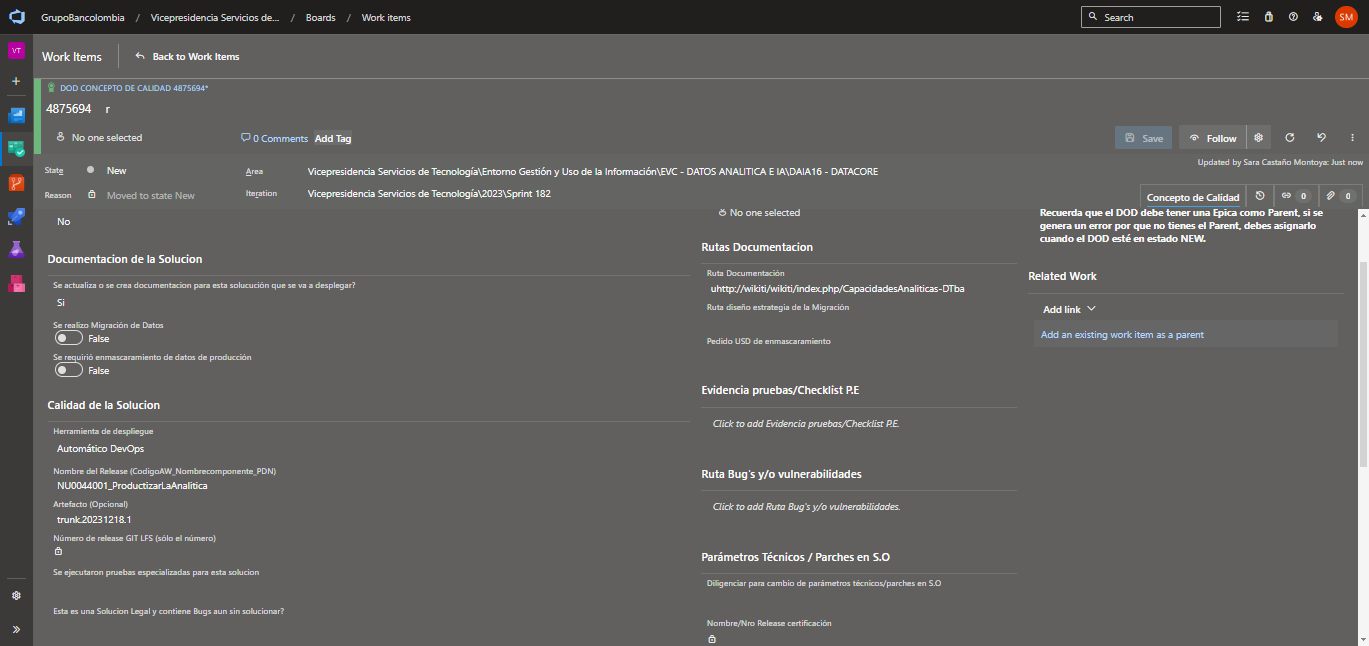 GrupoBancolombia / Vicepresidencia Servicios de... / Boards / Work items
Search
SM
VT
Work Items
Back to Work Items
DOD CONCEPTO DE CALIDAD 4875694*
4875694 r
No one selected
0 Comments
Add Tag
Save
Follow
Updated by Sara Castaño Montoya: Just now
State
New
Area
Vicepresidencia Servicios de Tecnología\Entorno Gestión y Uso de la Información\EVC - DATOS ANALITICA E IA\DAIA16 - DATACORE
Reason
Moved to state New
Iteration
Vicepresidencia Servicios de Tecnología\2023\Sprint 182
Concepto de Calidad
0
0
No
Documentacion de la Solucion
Se actualiza o se crea documentacion para esta solucución que se va a desplegar?
Si
Se realizo Migración de Datos
False
Se requirió enmascaramiento de datos de producción
False
Calidad de la Solucion
Herramienta de despliegue
Automático DevOps
Nombre del Release (CodigoAW_Nombrecomponente_PDN)
NU0044001_ProductizarLaAnalitica
Artefacto (Opcional)
trunk.20231218.1
Número de release GIT LFS (sólo el número)
Se ejecutaron pruebas especializadas para esta solucion
Esta es una Solucion Legal y contiene Bugs aun sin solucionar?
No one selected
Rutas Documentacion
Ruta Documentación
uhttp://wikiti/wikiti/index.php/CapacidadesAnaliticas-DTba
Ruta diseño estrategia de la Migración
Pedido USD de enmascaramiento
Evidencia pruebas/Checklist P.E
Click to add Evidencia pruebas/Checklist P.E.
Ruta Bug's y/o vulnerabilidades
Click to add Ruta Bug's y/o vulnerabilidades.
Parámetros Técnicos / Parches en S.O
Diligenciar para cambio de parámetros técnicos/parches en S.O
Nombre/Nro Release certificación
Recuerda que el DOD debe tener una Epica como Parent, si se
genera un error por que no tienes el Parent, debes asignarlo
cuando el DOD esté en estado NEW.
Related Work
Add link
Add an existing work item as a parent